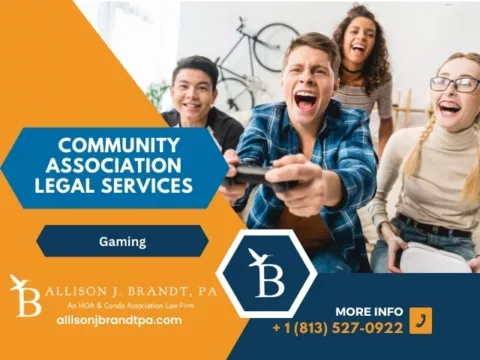 COMMUNITY
ASSOCIATION
LEGAL SERVICES
Gaming
B ALLISON J. BRANDT, PA
An HOA & Condo Association Law Firm
allisonjbrandtpa.com
B
MORE INFO
+ 1 (813) 527-0922